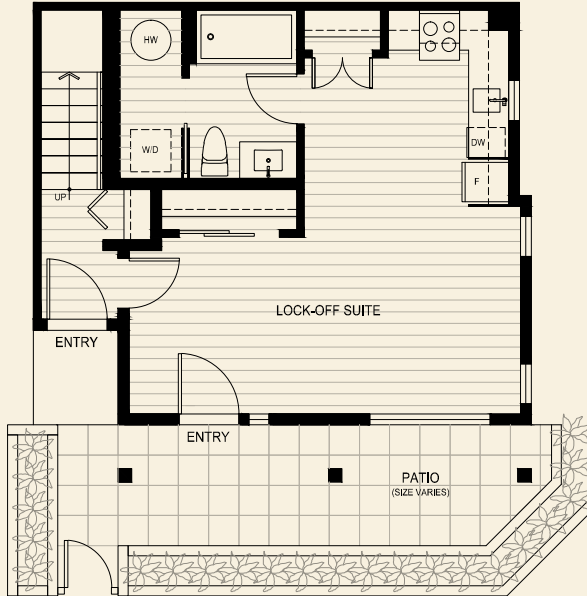 HW
W/D
DW
F
UP
LOCK-OFF SUITE
ENTRY
ENTRY
PATIO
(SIZE VARIES)